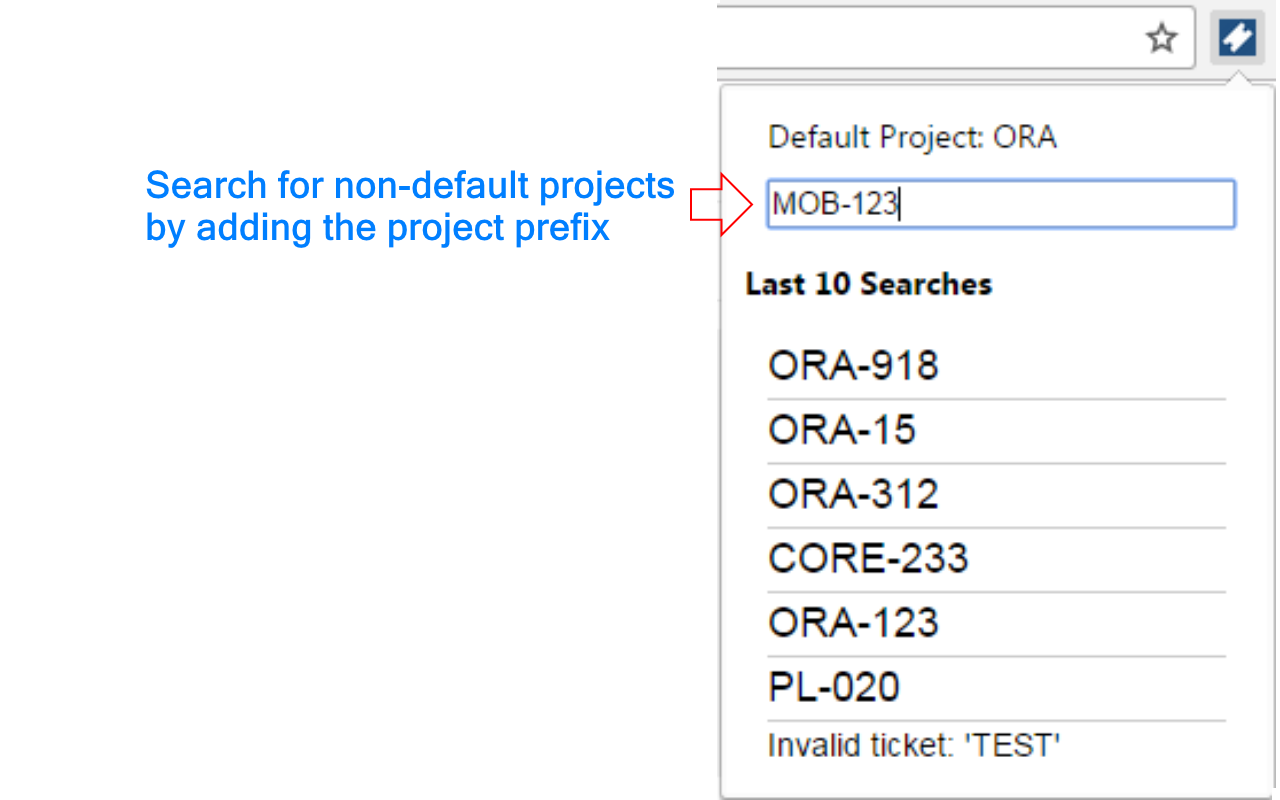 Default Project: ORA
Search for non-default projects
by adding the project prefix
MOB-123
Last 10 Searches
ORA-918
ORA-15
ORA-312
CORE-233
ORA-123
PL-020
Invalid ticket: 'TEST'